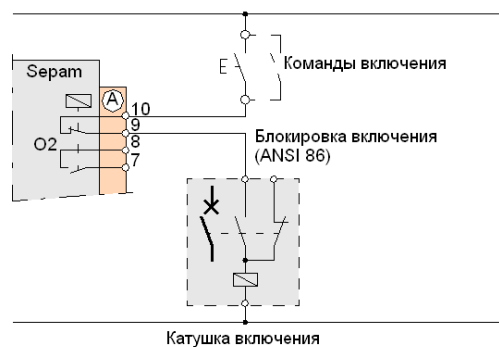 Sepam
Команды включения
A
E
10
9
Блокировка включения
(ANSI 86)
O2
8
7
Катушка включения